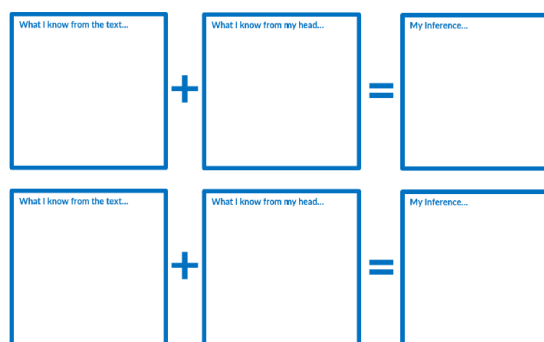 What I know from the text...
What I know from my head...
My Inference...
+
=
What I know from the text...
What I know from my head...
My Inference...
+
=